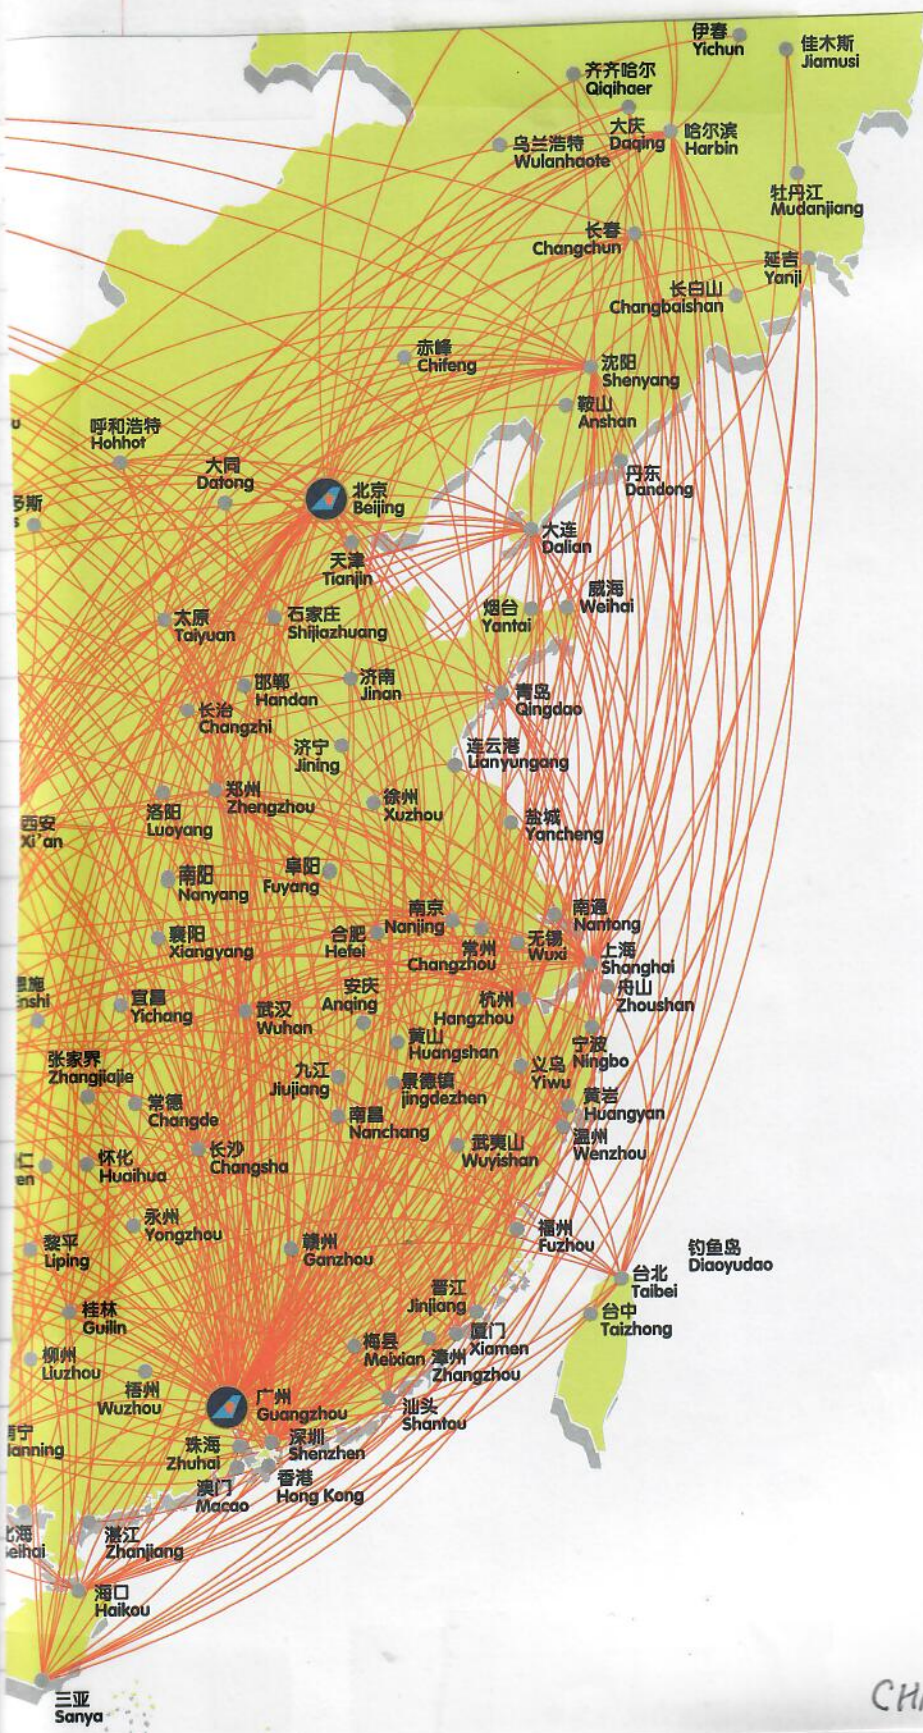 伊春
Yichun
佳木斯
Jiamusi
齐齐哈尔
Qiqihaer
大庆
Daqing
哈尔滨
Harbin
乌兰浩特
Wulanhaote
牡丹江
Mudanjiang
长春
Changchun
延吉
Yanji
长白山
Changbaishan
赤峰
Chifeng
沈阳
Shenyang
鞍山
Anshan
呼和浩特
Hohhot
大同
Datong
丹东
Dandong
北京
Beijing
多斯
s
大连
Dalian
天津
Tianjin
威海
Weihai
烟台
Yantai
太原
Taiyuan
石家庄
Shijiazhuang
邯郸
Handan
济南
Jinan
青岛
Qingdao
长治
Changzhi
济宁
Jining
连云港
Lianyungang
洛阳
Luoyang
郑州
Zhengzhou
徐州
Xuzhou
盐城
Yancheng
西安
Xi'an
南阳
Nanyang
阜阳
Fuyang
南京
Nanjing
南通
Nantong
襄阳
Xiangyang
合肥
Hefei
常州
Changzhou
无锡
Wuxi
上海
Shanghai
恩施
nshi
宜昌
Yichang
武汉
Wuhan
安庆
Anqing
杭州
Hangzhou
舟山
Zhoushan
黄山
Huangshan
宁波
Ningbo
张家界
Zhangjiajie
九江
Jiujiang
景德镇
jingdezhen
义乌
Yiwu
常德
Changde
南昌
Nanchang
黄岩
Huangyan
温州
Wenzhou
怀化
Huaihua
长沙
Changsha
武夷山
Wuyishan
en
永州
Yongzhou
黎平
Liping
赣州
Ganzhou
福州
Fuzhou
钓鱼岛
Diaoyudao
台北
Taibei
桂林
Guilin
晋江
Jinjiang
台中
Taizhong
柳州
Liuzhou
梅县
Meixian
厦门
Xiamen
漳州
Zhangzhou
梧州
Wuzhou
广州
Guangzhou
汕头
Shantou
南宁
Nanning
珠海
Zhuhai
深圳
Shenzhen
澳门
Macao
香港
Hong Kong
北海
Beihai
湛江
Zhanjiang
海口
Haikou
三亚
Sanya
CH